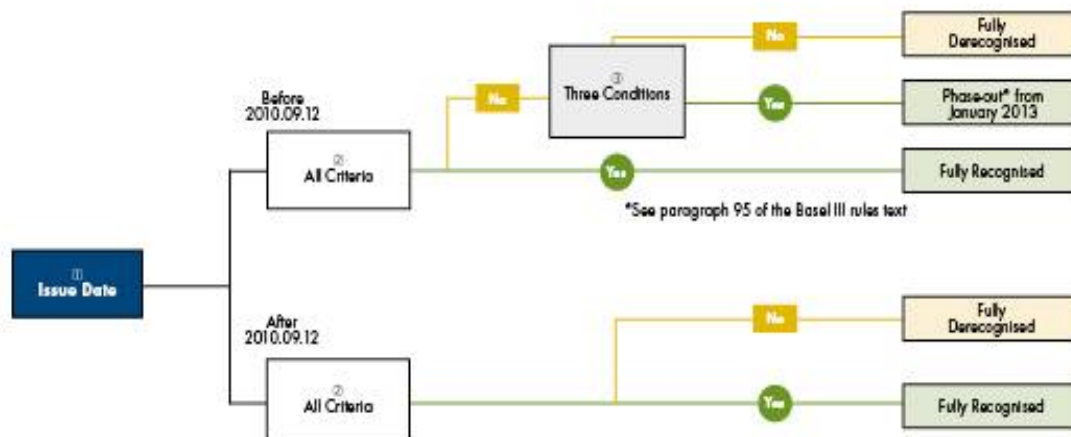 No
Fully
Derecognised
③
Three Conditions
No
Yes
Phase-out* from
January 2013
Before
2010.09.12
②
All Criteria
Yes
Fully Recognised
*See paragraph 95 of the Basel III rules text
①
Issue Date
After
2010.09.12
No
Fully
Derecognised
②
All Criteria
Yes
Fully Recognised